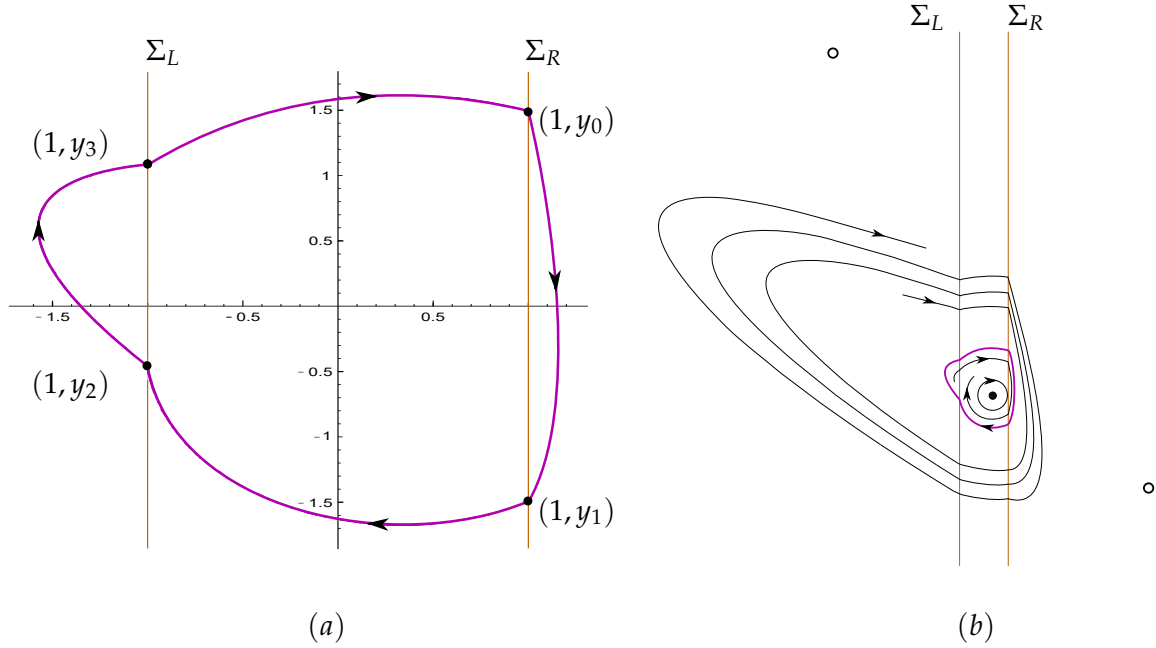 Σ_L Σ_R
1.5
(1, y_0)
(1, y_3)
1
0.5
-1.5 -0.5 0.5
(1, y_2)
-0.5
-1
-1.5
(1, y_1)
(a)
Σ_L Σ_R
(b)